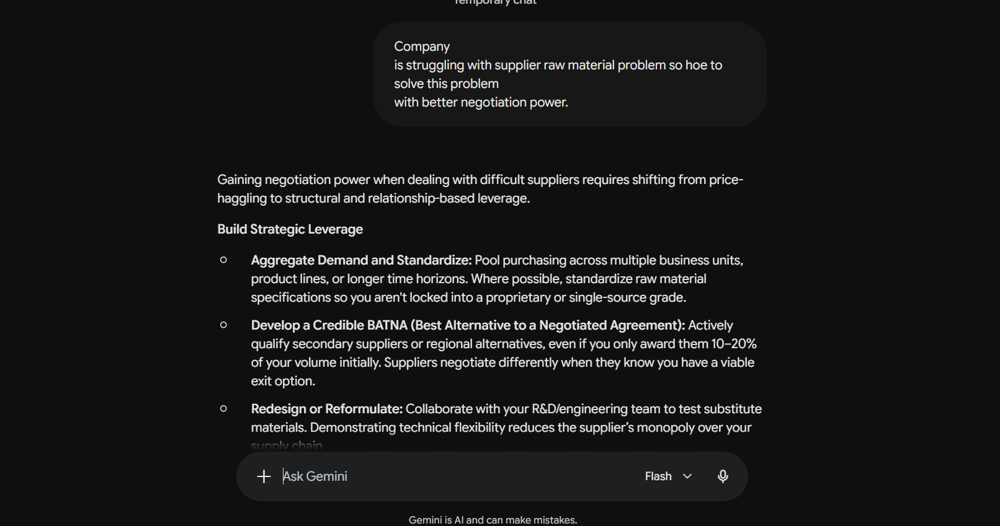 Temporary chat
Company
is struggling with supplier raw material problem so hoe to
solve this problem
with better negotiation power.
Gaining negotiation power when dealing with difficult suppliers requires shifting from price-
haggling to structural and relationship-based leverage.
Build Strategic Leverage
Aggregate Demand and Standardize: Pool purchasing across multiple business units,
product lines, or longer time horizons. Where possible, standardize raw material
specifications so you aren't locked into a proprietary or single-source grade.
Develop a Credible BATNA (Best Alternative to a Negotiated Agreement): Actively
qualify secondary suppliers or regional alternatives, even if you only award them 10–20%
of your volume initially. Suppliers negotiate differently when they know you have a viable
exit option.
Redesign or Reformulate: Collaborate with your R&D/engineering team to test substitute
materials. Demonstrating technical flexibility reduces the supplier’s monopoly over your
supply chain.
Ask Gemini
Flash
Gemini is AI and can make mistakes.